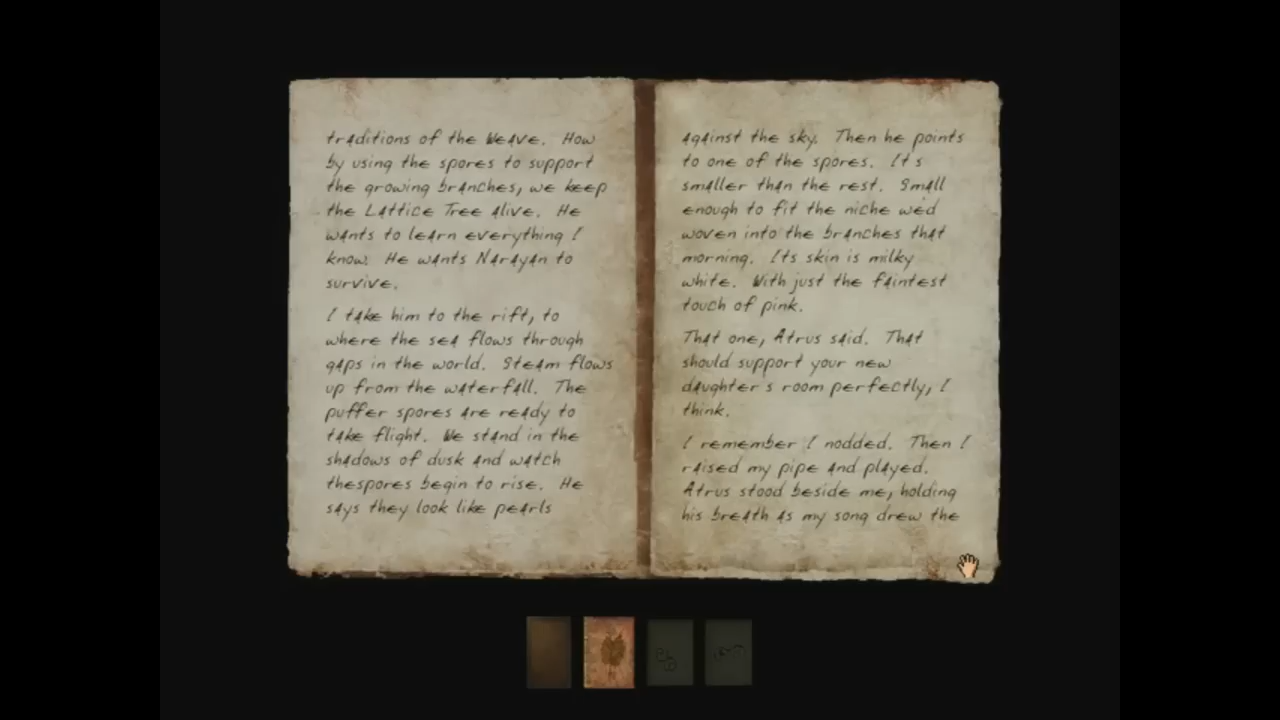 traditions of the Weave. How
by using the spores to support
the growing branches, we keep
the Lattice Tree alive. He
wants to learn everything I
know. He wants Narayan to
survive.
I take him to the rift, to
where the sea flows through
gaps in the world. Steam flows
up from the waterfall. The
puffer spores are ready to
take flight. We stand in the
shadows of dusk and watch
thespores begin to rise. He
says they look like pearls
against the sky. Then he points
to one of the spores. It s
smaller than the rest. Small
enough to fit the niche we d
woven into the branches that
morning. Its skin is milky
white. With just the faintest
touch of pink.
That one, Atrus said. That
should support your new
daughter s room perfectly, I
think.
I remember I nodded. Then I
raised my pipe and played.
Atrus stood beside me, holding
his breath as my song drew the